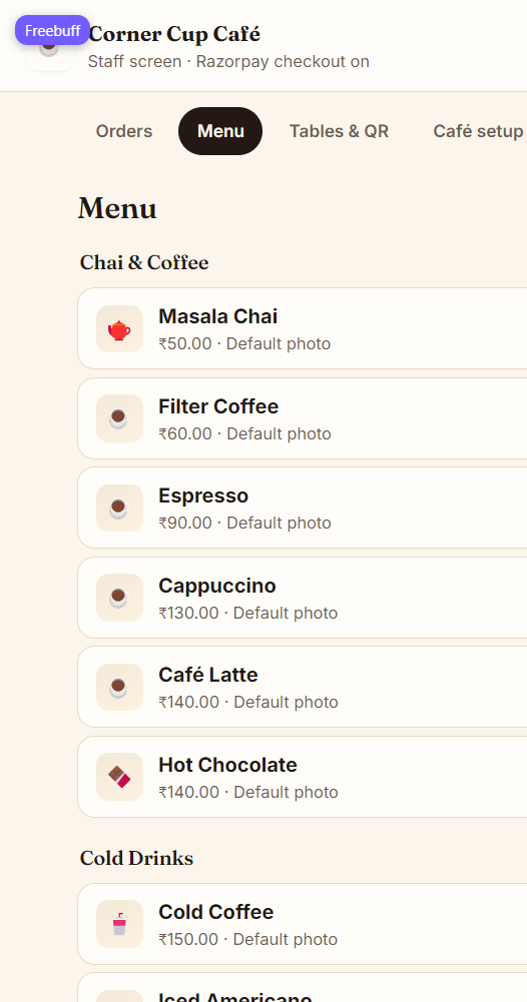 Freebuff
Corner Cup Café
Staff screen · Razorpay checkout on
Orders
Menu
Tables & QR
Café setup
Menu
Chai & Coffee
Masala Chai
₹50.00 · Default photo
Filter Coffee
₹60.00 · Default photo
Espresso
₹90.00 · Default photo
Cappuccino
₹130.00 · Default photo
Café Latte
₹140.00 · Default photo
Hot Chocolate
₹140.00 · Default photo
Cold Drinks
Cold Coffee
₹150.00 · Default photo
Iced Americano